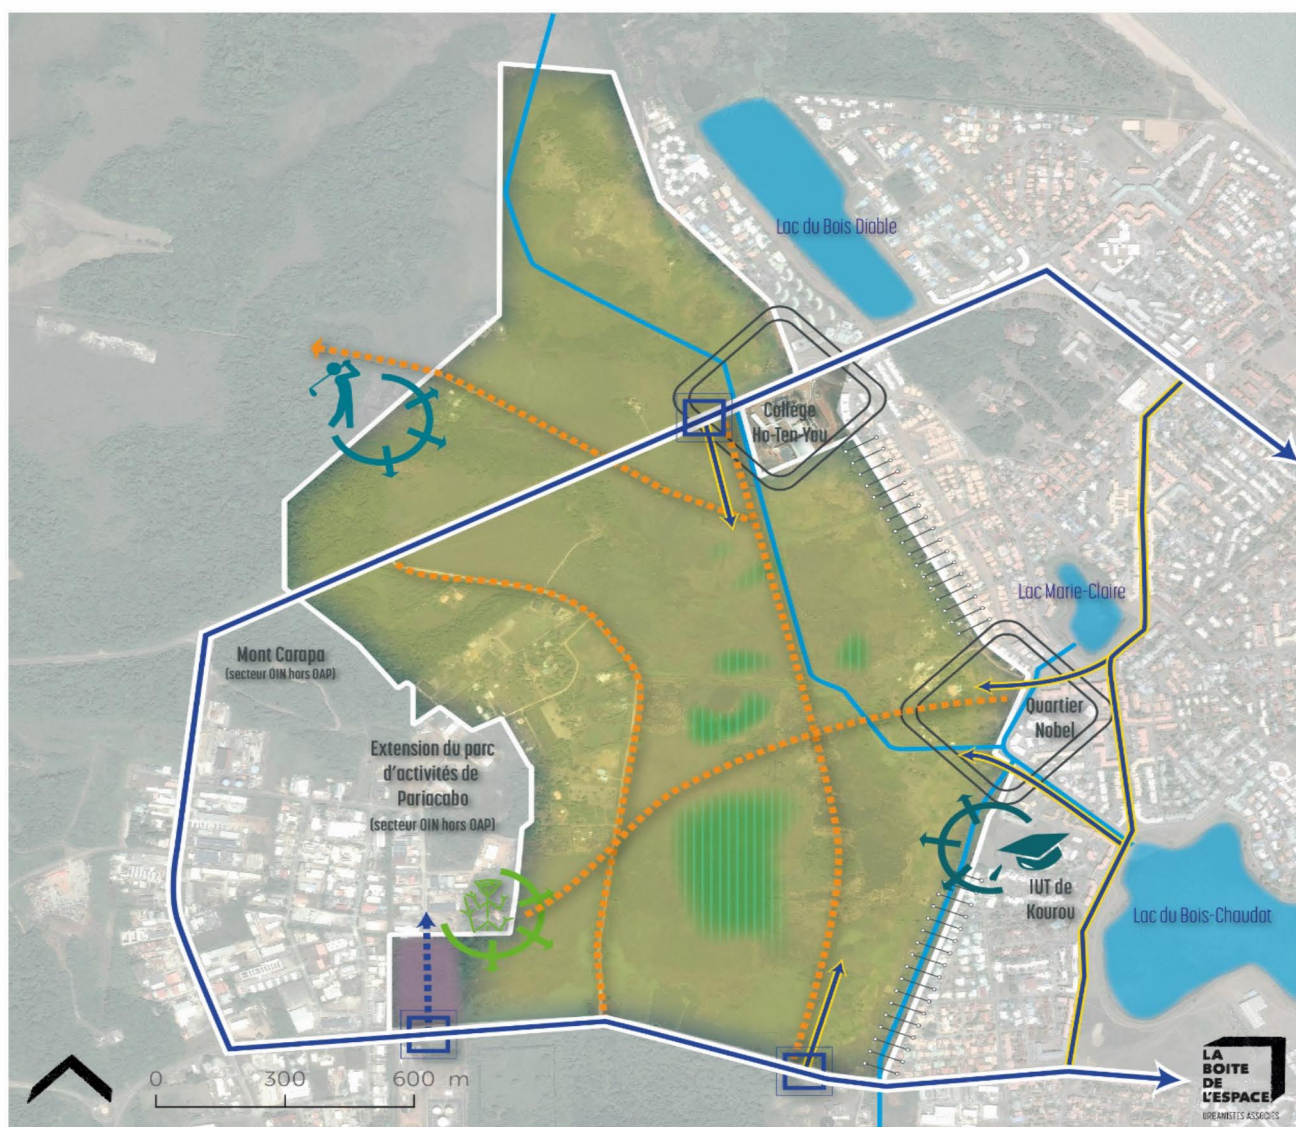 Lac du Bois Diable
Collège
Ho-Ten-You
Lac Marie-Claire
Mont Carapa
(secteur OIN hors OAP)
Quartier
Nobel
Extension du parc
d'activités de
Pariacabo
(secteur OIN hors OAP)
IUT de
Kourou
Lac du Bois-Chaudat
0 300 600 m
LA
BOITE
DE
L'ESPACE
URBANISTES ASSOCIÉS